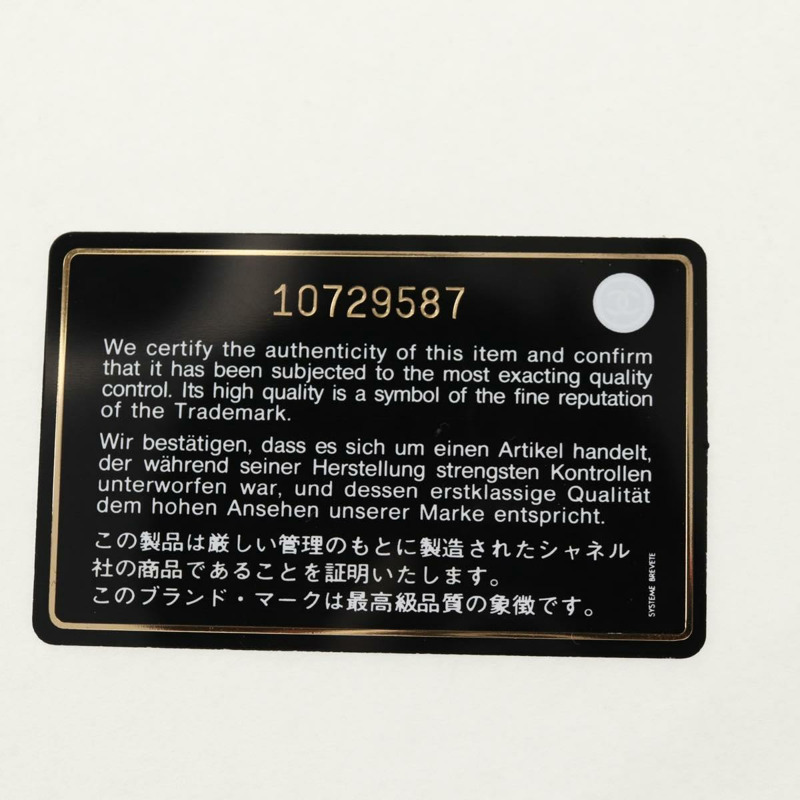 10729587
We certify the authenticity of this item and confirm
that it has been subjected to the most exacting quality
control. Its high quality is a symbol of the fine reputation
of the Trademark.
Wir bestätigen, dass es sich um einen Artikel handelt,
der während seiner Herstellung strengsten Kontrollen
unterworfen war, und dessen erstklassige Qualität
dem hohen Ansehen unserer Marke entspricht.
この製品は厳しい管理のもとに製造されたシャネル
社の商品であることを証明いたします。
このブランド・マークは最高級品質の象徴です。
SYSTEME BREVETE